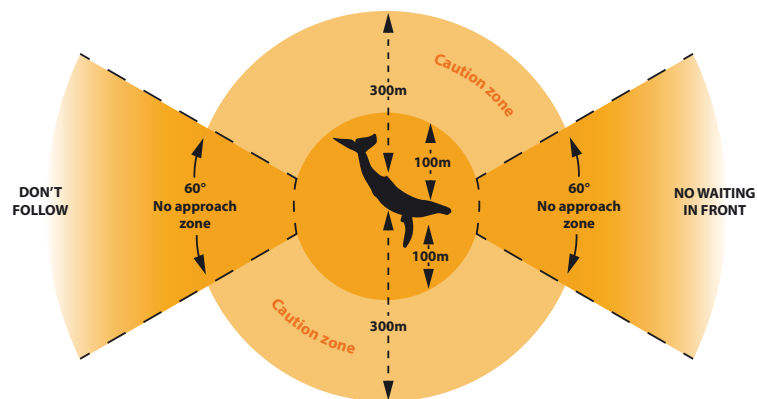 Caution zone
300m
100m
DON'T
FOLLOW
60°
No approach
zone
60°
No approach
zone
NO WAITING
IN FRONT
100m
Caution zone
300m